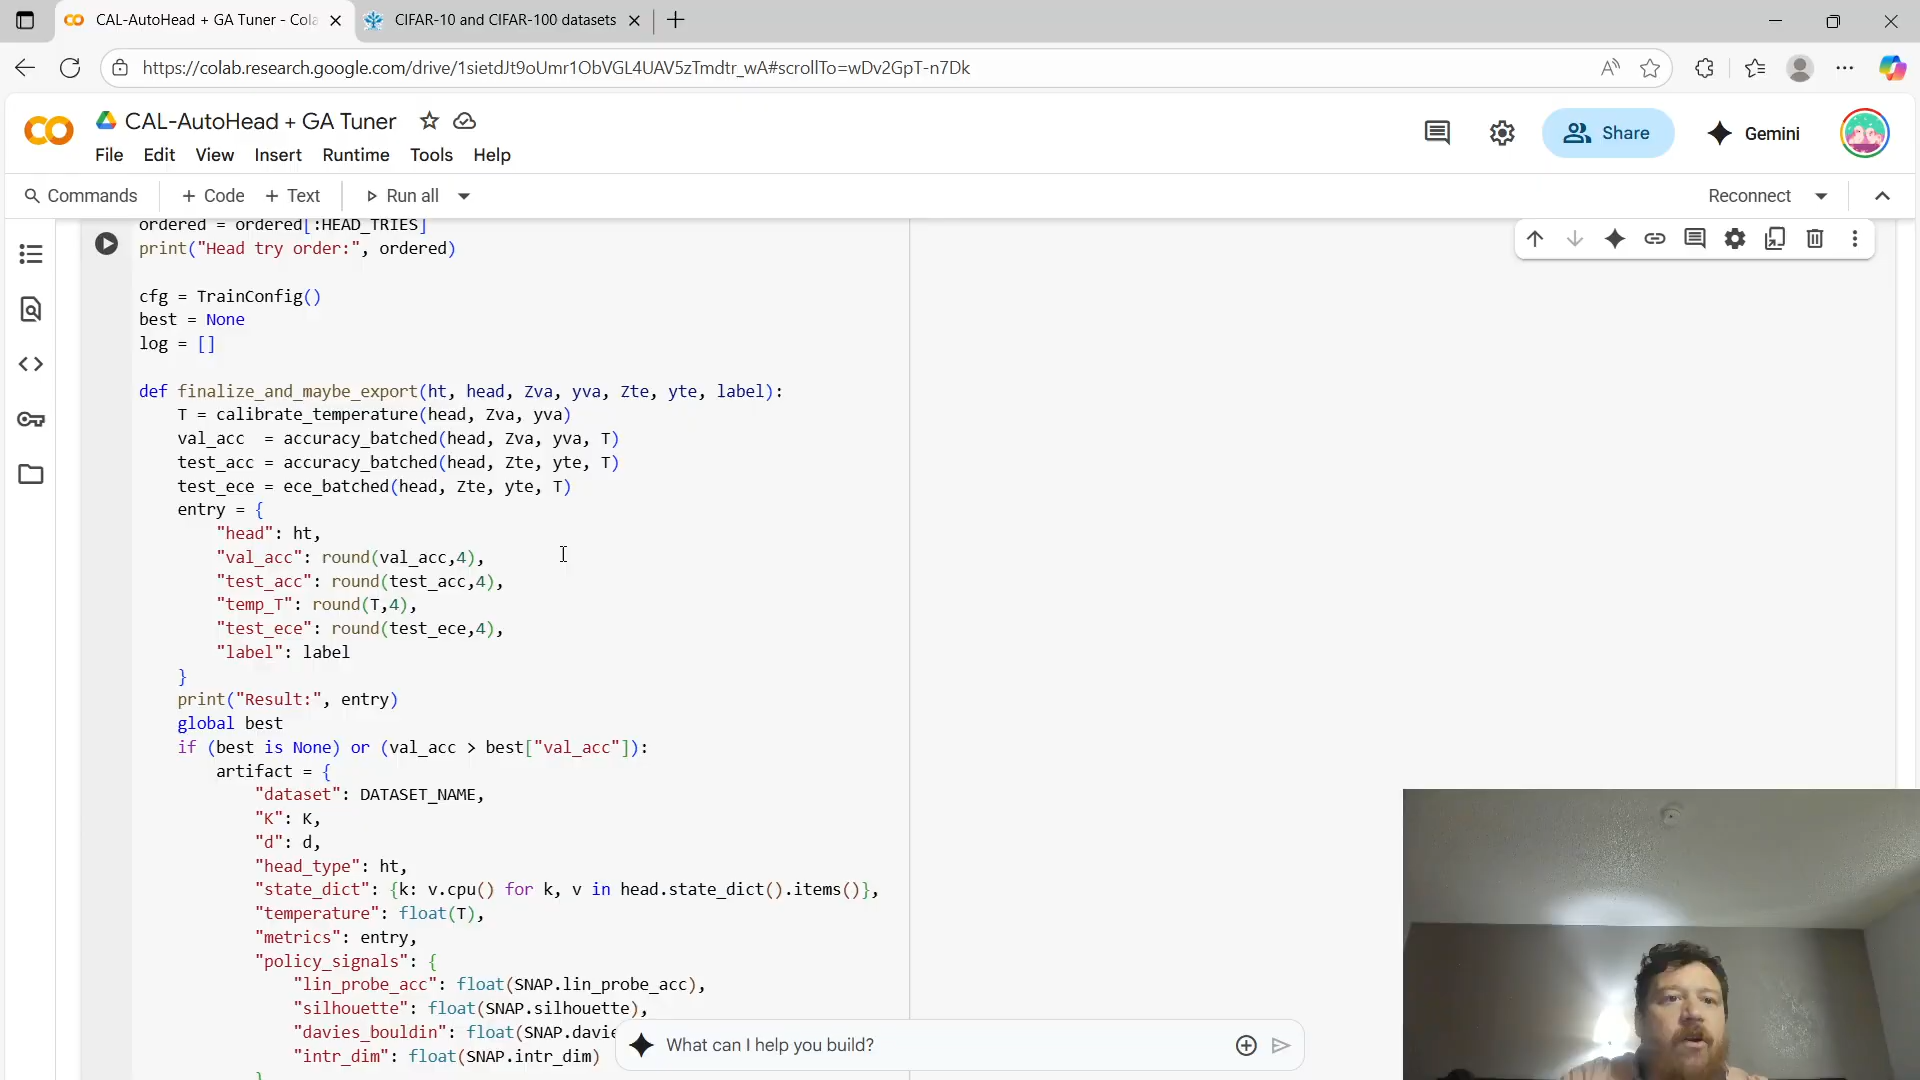 CAL-AutoHead + GA Tuner - Cola
CIFAR-10 and CIFAR-100 datasets
https://colab.research.google.com/drive/1sietdJt9oUmr1ObVGL4UAV5zTmdtr_wA#scrollTo=wDv2GpT-n7Dk
CAL-AutoHead + GA Tuner
File Edit View Insert Runtime Tools Help
Share
Gemini
Commands + Code + Text Run all
Reconnect
ordered = ordered[:HEAD_TRIES]
print("Head try order:", ordered)
cfg = TrainConfig()
best = None
log = []
def finalize_and_maybe_export(ht, head, Zva, yva, Zte, yte, label):
T = calibrate_temperature(head, Zva, yva)
val_acc  = accuracy_batched(head, Zva, yva, T)
test_acc = accuracy_batched(head, Zte, yte, T)
test_ece = ece_batched(head, Zte, yte, T)
entry = {
"head": ht,
"val_acc": round(val_acc,4),
"test_acc": round(test_acc,4),
"temp_T": round(T,4),
"test_ece": round(test_ece,4),
"label": label
}
print("Result:", entry)
global best
if (best is None) or (val_acc > best["val_acc"]):
artifact = {
"dataset": DATASET_NAME,
"K": K,
"d": d,
"head_type": ht,
"state_dict": {k: v.cpu() for k, v in head.state_dict().items()},
"temperature": float(T),
"metrics": entry,
"policy_signals": {
"lin_probe_acc": float(SNAP.lin_probe_acc),
"silhouette": float(SNAP.silhouette),
"davies_bouldin": float(SNAP.davie
"intr_dim": float(SNAP.intr_dim)
What can I help you build?